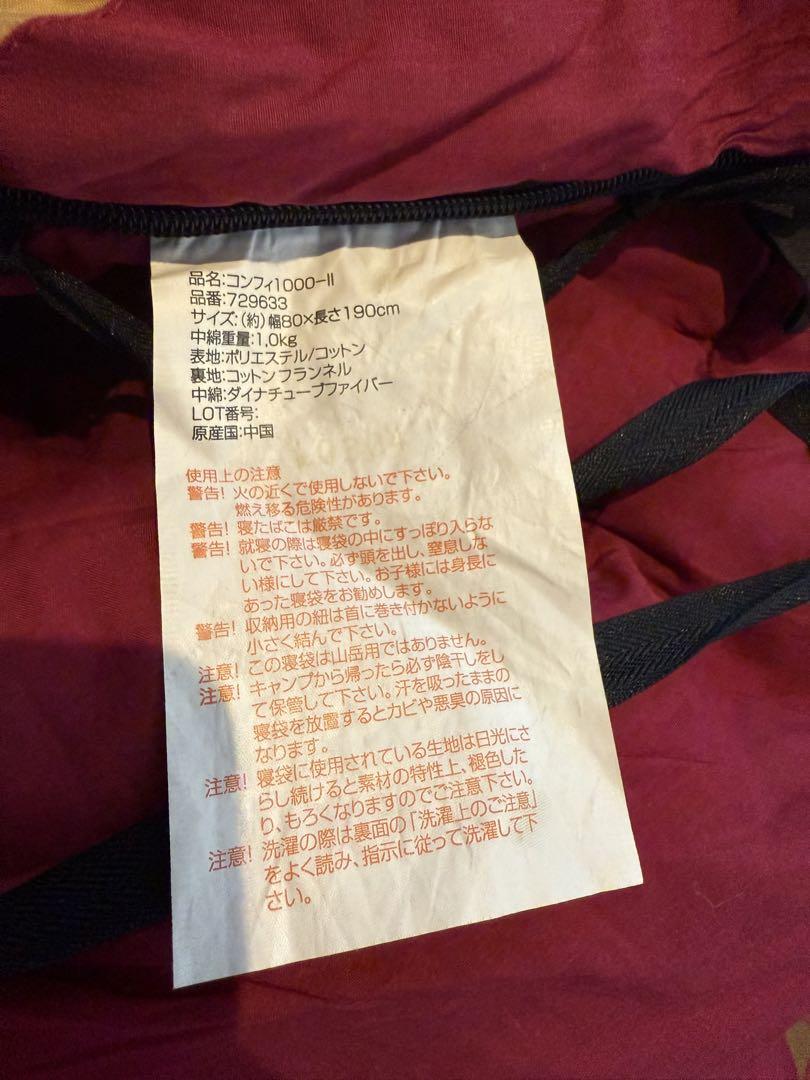 品名:コンフィ1000-II
品番:729633
サイズ:(約)幅80×長さ190cm
中綿重量:1.0kg
表地:ポリエステル/コットン
裏地:コットン フランネル
中綿:ダイナチューブファイバー
LOT番号:
原産国:中国
使用上の注意
警告! 火の近くで使用しないで下さい。
燃え移る危険性があります。
警告! 寝たばこは厳禁です。
警告! 就寝の際は寝袋の中にすっぽり入らな
いで下さい。必ず頭を出し、窒息しな
い様にして下さい。お子様には身長に
あった寝袋をお勧めします。
警告! 収納用の紐は首に巻き付かないように
小さく結んで下さい。
注意! この寝袋は山岳用ではありません。
注意! キャンプから帰ったら必ず陰干しをし
て保管して下さい。汗を吸ったままの
寝袋を放置するとカビや悪臭の原因に
なります。
注意! 寝袋に使用されている生地は日光にさ
らし続けると素材の特性上、褪色した
り、もろくなりますのでご注意下さい。
注意! 洗濯の際は裏面の「洗濯上のご注意」
をよく読み、指示に従って洗濯して下
さい。